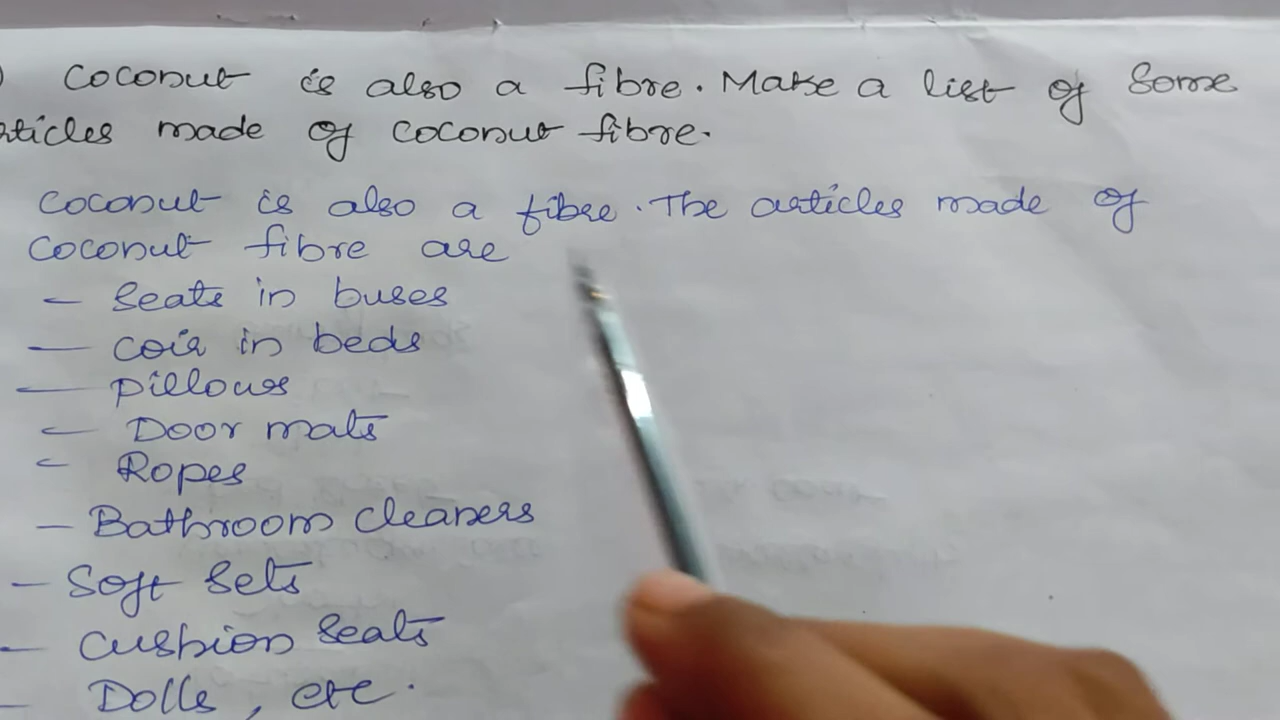 ) Coconut is also a fibre. Make a list of Some
articles made of coconut fibre.
Coconut is also a fibre. The articles made of
Coconut fibre are
- Seats in buses
- Coir in beds
- pillows
- Door mats
- Ropes
- Bathroom cleaners
- Soft Sets
- Cushion Seats
- Dolls, etc.